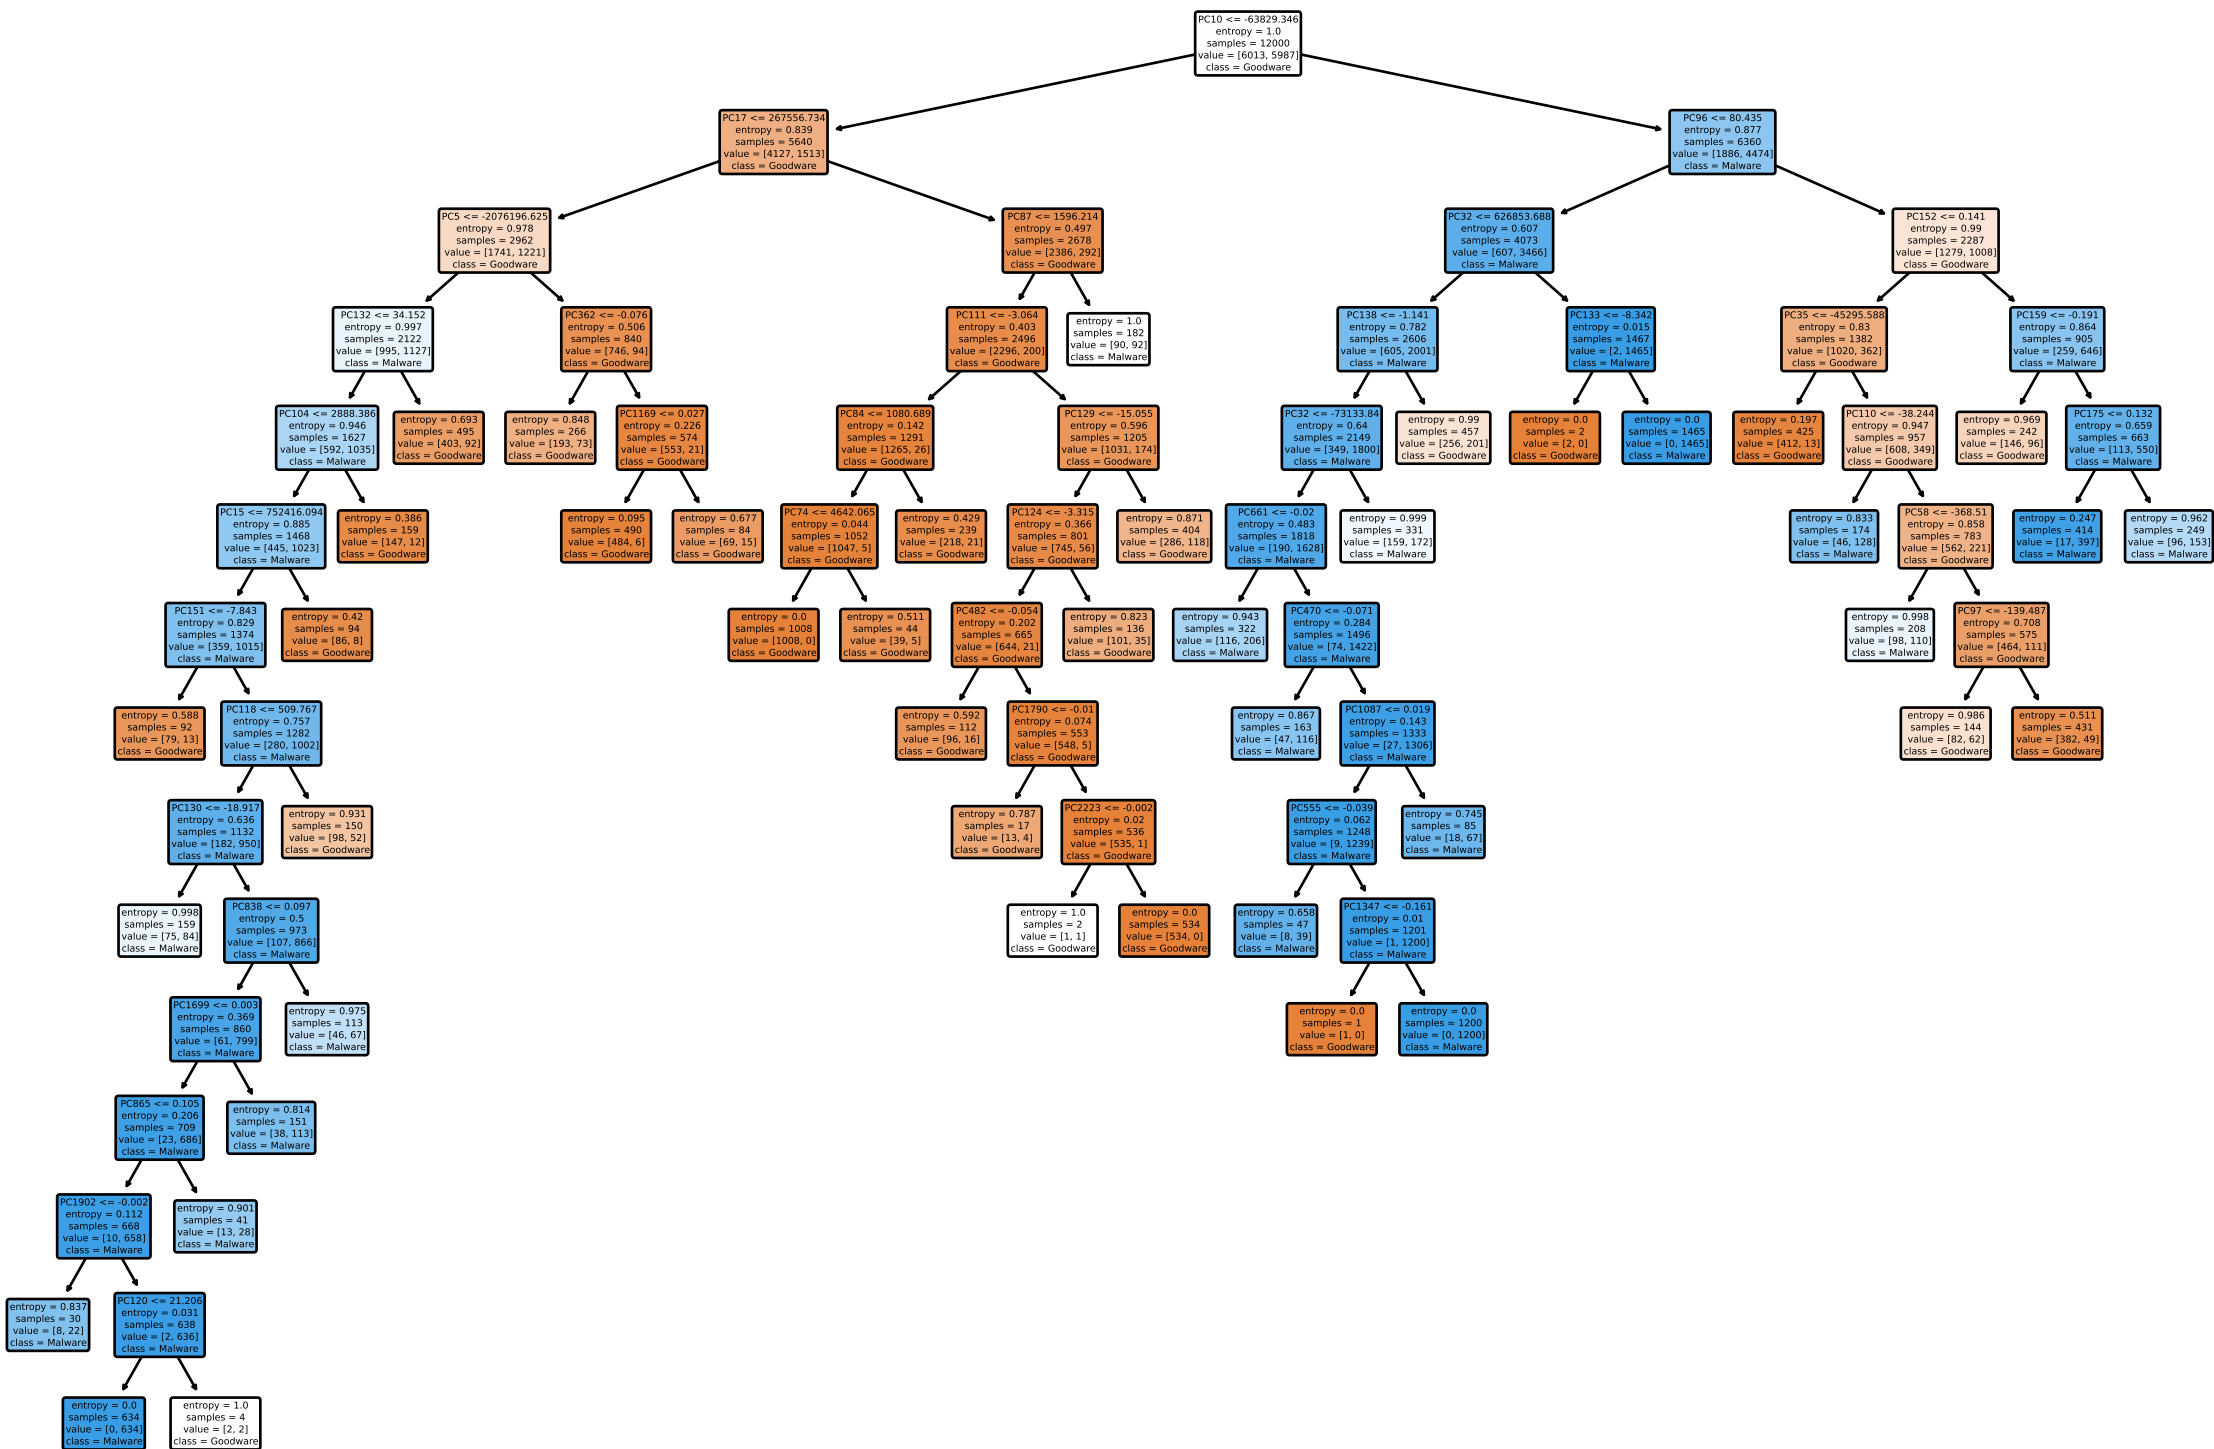 PC10 <= -63829.346
entropy = 1.0
samples = 12000
value = [6013, 5987]
class = Goodware
PC17 <= 267556.734
entropy = 0.839
samples = 5640
value = [4127, 1513]
class = Goodware
PC96 <= 80.435
entropy = 0.877
samples = 6360
value = [1886, 4474]
class = Malware
PC5 <= -2076196.625
entropy = 0.978
samples = 2962
value = [1741, 1221]
class = Goodware
PC87 <= 1596.214
entropy = 0.497
samples = 2678
value = [2386, 292]
class = Goodware
PC32 <= 626853.688
entropy = 0.607
samples = 4073
value = [607, 3466]
class = Malware
PC152 <= 0.141
entropy = 0.99
samples = 2287
value = [1279, 1008]
class = Goodware
PC132 <= 34.152
entropy = 0.997
samples = 2122
value = [995, 1127]
class = Malware
PC362 <= -0.076
entropy = 0.506
samples = 840
value = [746, 94]
class = Goodware
PC111 <= -3.064
entropy = 0.403
samples = 2496
value = [2296, 200]
class = Goodware
entropy = 1.0
samples = 182
value = [90, 92]
class = Malware
PC138 <= -1.141
entropy = 0.782
samples = 2606
value = [605, 2001]
class = Malware
PC133 <= -8.342
entropy = 0.015
samples = 1467
value = [2, 1465]
class = Malware
PC35 <= -45295.588
entropy = 0.83
samples = 1382
value = [1020, 362]
class = Goodware
PC159 <= -0.191
entropy = 0.864
samples = 905
value = [259, 646]
class = Malware
PC104 <= 2888.386
entropy = 0.946
samples = 1627
value = [592, 1035]
class = Malware
entropy = 0.693
samples = 495
value = [403, 92]
class = Goodware
entropy = 0.848
samples = 266
value = [193, 73]
class = Goodware
PC1169 <= 0.027
entropy = 0.226
samples = 574
value = [553, 21]
class = Goodware
PC84 <= 1080.689
entropy = 0.142
samples = 1291
value = [1265, 26]
class = Goodware
PC129 <= -15.055
entropy = 0.596
samples = 1205
value = [1031, 174]
class = Goodware
PC32 <= -73133.84
entropy = 0.64
samples = 2149
value = [349, 1800]
class = Malware
entropy = 0.99
samples = 457
value = [256, 201]
class = Goodware
entropy = 0.0
samples = 2
value = [2, 0]
class = Goodware
entropy = 0.0
samples = 1465
value = [0, 1465]
class = Malware
entropy = 0.197
samples = 425
value = [412, 13]
class = Goodware
PC110 <= -38.244
entropy = 0.947
samples = 957
value = [608, 349]
class = Goodware
entropy = 0.969
samples = 242
value = [146, 96]
class = Goodware
PC175 <= 0.132
entropy = 0.659
samples = 663
value = [113, 550]
class = Malware
PC15 <= 752416.094
entropy = 0.885
samples = 1468
value = [445, 1023]
class = Malware
entropy = 0.386
samples = 159
value = [147, 12]
class = Goodware
entropy = 0.095
samples = 490
value = [484, 6]
class = Goodware
entropy = 0.677
samples = 84
value = [69, 15]
class = Goodware
PC74 <= 4642.065
entropy = 0.044
samples = 1052
value = [1047, 5]
class = Goodware
entropy = 0.429
samples = 239
value = [218, 21]
class = Goodware
PC124 <= -3.315
entropy = 0.366
samples = 801
value = [745, 56]
class = Goodware
entropy = 0.871
samples = 404
value = [286, 118]
class = Goodware
PC661 <= -0.02
entropy = 0.483
samples = 1818
value = [190, 1628]
class = Malware
entropy = 0.999
samples = 331
value = [159, 172]
class = Malware
entropy = 0.833
samples = 174
value = [46, 128]
class = Malware
PC58 <= -368.51
entropy = 0.858
samples = 783
value = [562, 221]
class = Goodware
entropy = 0.247
samples = 414
value = [17, 397]
class = Malware
entropy = 0.962
samples = 249
value = [96, 153]
class = Malware
PC151 <= -7.843
entropy = 0.829
samples = 1374
value = [359, 1015]
class = Malware
entropy = 0.42
samples = 94
value = [86, 8]
class = Goodware
entropy = 0.0
samples = 1008
value = [1008, 0]
class = Goodware
entropy = 0.511
samples = 44
value = [39, 5]
class = Goodware
PC482 <= -0.054
entropy = 0.202
samples = 665
value = [644, 21]
class = Goodware
entropy = 0.823
samples = 136
value = [101, 35]
class = Goodware
entropy = 0.943
samples = 322
value = [116, 206]
class = Malware
PC470 <= -0.071
entropy = 0.284
samples = 1496
value = [74, 1422]
class = Malware
entropy = 0.998
samples = 208
value = [98, 110]
class = Malware
PC97 <= -139.487
entropy = 0.708
samples = 575
value = [464, 111]
class = Goodware
entropy = 0.588
samples = 92
value = [79, 13]
class = Goodware
PC118 <= 509.767
entropy = 0.757
samples = 1282
value = [280, 1002]
class = Malware
entropy = 0.592
samples = 112
value = [96, 16]
class = Goodware
PC1790 <= -0.01
entropy = 0.074
samples = 553
value = [548, 5]
class = Goodware
entropy = 0.867
samples = 163
value = [47, 116]
class = Malware
PC1087 <= 0.019
entropy = 0.143
samples = 1333
value = [27, 1306]
class = Malware
entropy = 0.986
samples = 144
value = [82, 62]
class = Goodware
entropy = 0.511
samples = 431
value = [382, 49]
class = Goodware
PC130 <= -18.917
entropy = 0.636
samples = 1132
value = [182, 950]
class = Malware
entropy = 0.931
samples = 150
value = [98, 52]
class = Goodware
entropy = 0.787
samples = 17
value = [13, 4]
class = Goodware
PC2223 <= -0.002
entropy = 0.02
samples = 536
value = [535, 1]
class = Goodware
PC555 <= -0.039
entropy = 0.062
samples = 1248
value = [9, 1239]
class = Malware
entropy = 0.745
samples = 85
value = [18, 67]
class = Malware
entropy = 0.998
samples = 159
value = [75, 84]
class = Malware
PC838 <= 0.097
entropy = 0.5
samples = 973
value = [107, 866]
class = Malware
entropy = 1.0
samples = 2
value = [1, 1]
class = Goodware
entropy = 0.0
samples = 534
value = [534, 0]
class = Goodware
entropy = 0.658
samples = 47
value = [8, 39]
class = Malware
PC1347 <= -0.161
entropy = 0.01
samples = 1201
value = [1, 1200]
class = Malware
PC1699 <= 0.003
entropy = 0.369
samples = 860
value = [61, 799]
class = Malware
entropy = 0.975
samples = 113
value = [46, 67]
class = Malware
entropy = 0.0
samples = 1
value = [1, 0]
class = Goodware
entropy = 0.0
samples = 1200
value = [0, 1200]
class = Malware
PC865 <= 0.105
entropy = 0.206
samples = 709
value = [23, 686]
class = Malware
entropy = 0.814
samples = 151
value = [38, 113]
class = Malware
PC1902 <= -0.002
entropy = 0.112
samples = 668
value = [10, 658]
class = Malware
entropy = 0.901
samples = 41
value = [13, 28]
class = Malware
entropy = 0.837
samples = 30
value = [8, 22]
class = Malware
PC120 <= 21.206
entropy = 0.031
samples = 638
value = [2, 636]
class = Malware
entropy = 0.0
samples = 634
value = [0, 634]
class = Malware
entropy = 1.0
samples = 4
value = [2, 2]
class = Goodware